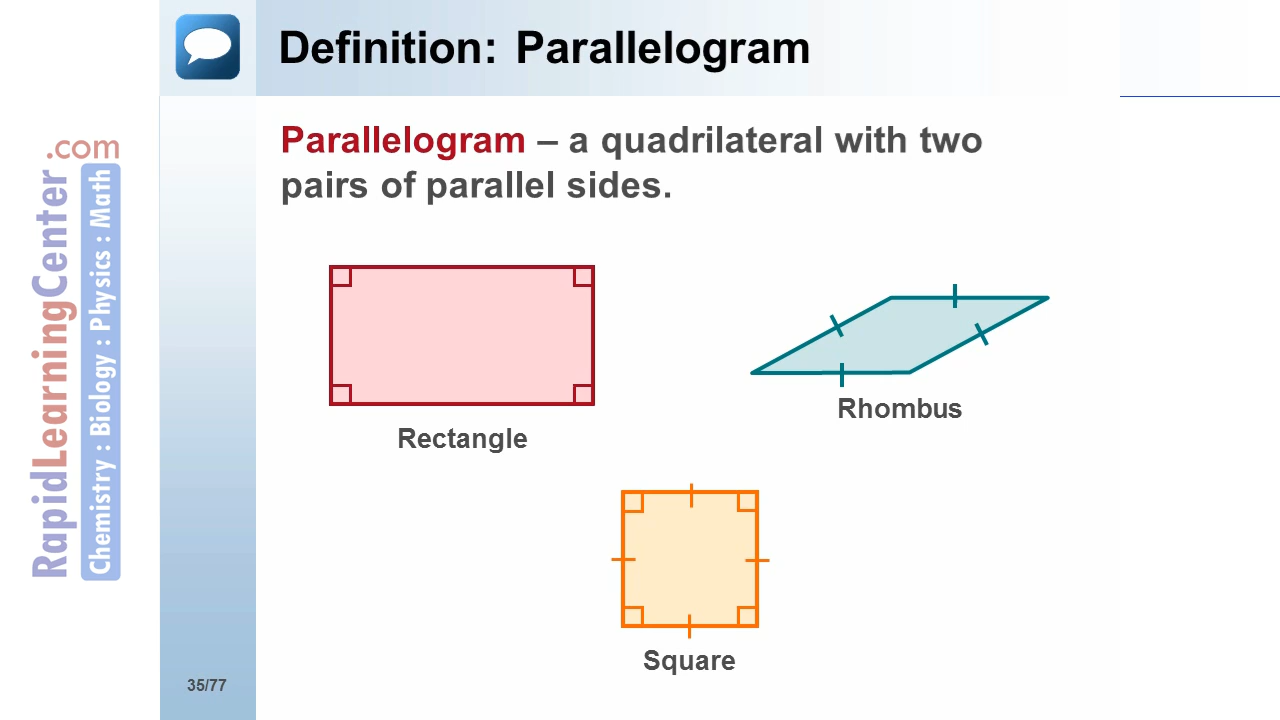 Definition: Parallelogram
Parallelogram – a quadrilateral with two
pairs of parallel sides.
Rectangle
Rhombus
Square
35/77
RapidLearningCenter.com
Chemistry : Biology : Physics : Math